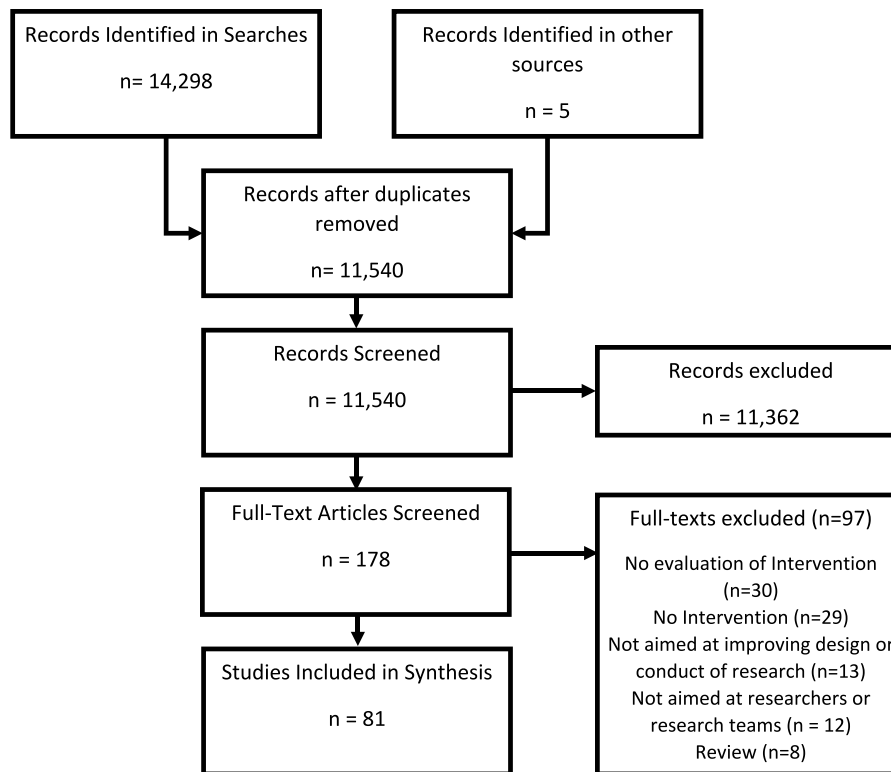 Records Identified in Searches
n= 14,298
Records Identified in other
sources
n = 5
Records after duplicates
removed
n= 11,540
Records Screened
n = 11,540
Records excluded
n = 11,362
Full-Text Articles Screened
n = 178
Full-texts excluded (n=97)
No evaluation of Intervention
(n=30)
No Intervention (n=29)
Not aimed at improving design or
conduct of research (n=13)
Not aimed at researchers or
research teams (n = 12)
Review (n=8)
Studies Included in Synthesis
n = 81